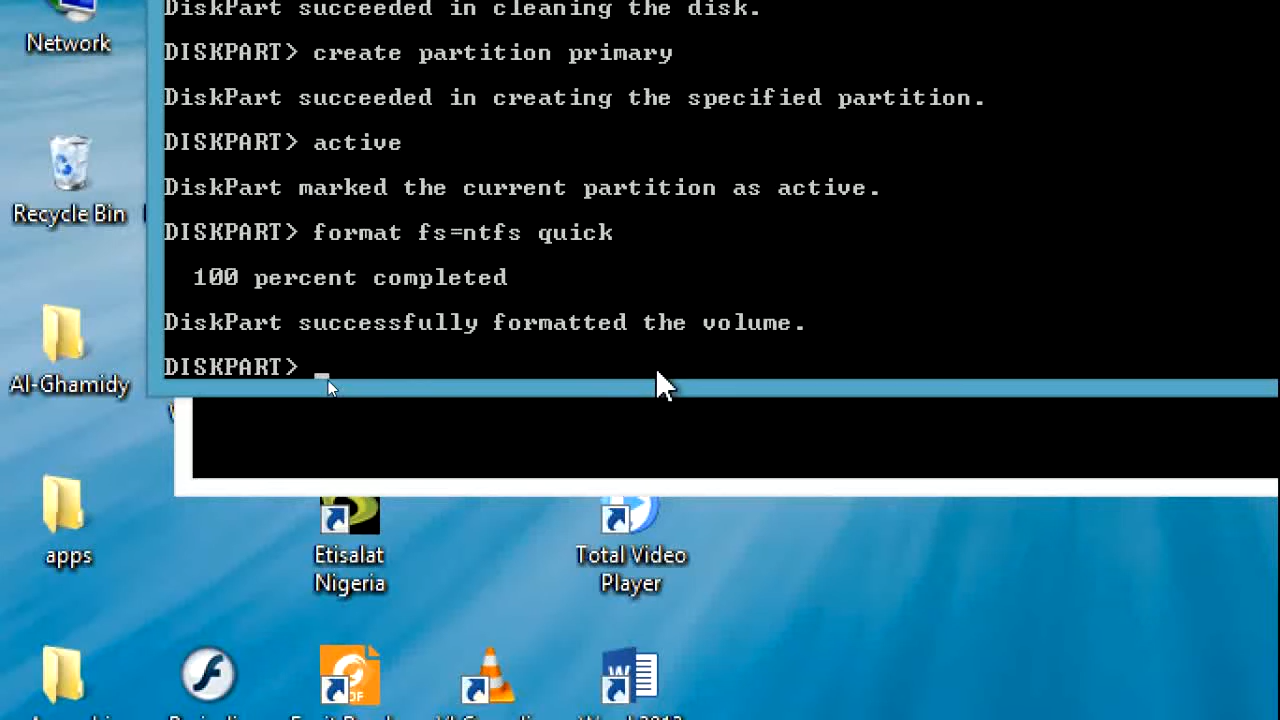 DiskPart succeeded in cleaning the disk.
DISKPART> create partition primary
DiskPart succeeded in creating the specified partition.
DISKPART> active
DiskPart marked the current partition as active.
DISKPART> format fs=ntfs quick
100 percent completed
DiskPart successfully formatted the volume.
DISKPART> _
Network
Recycle Bin
Al-Ghamidy
apps
Etisalat
Nigeria
Total Video
Player